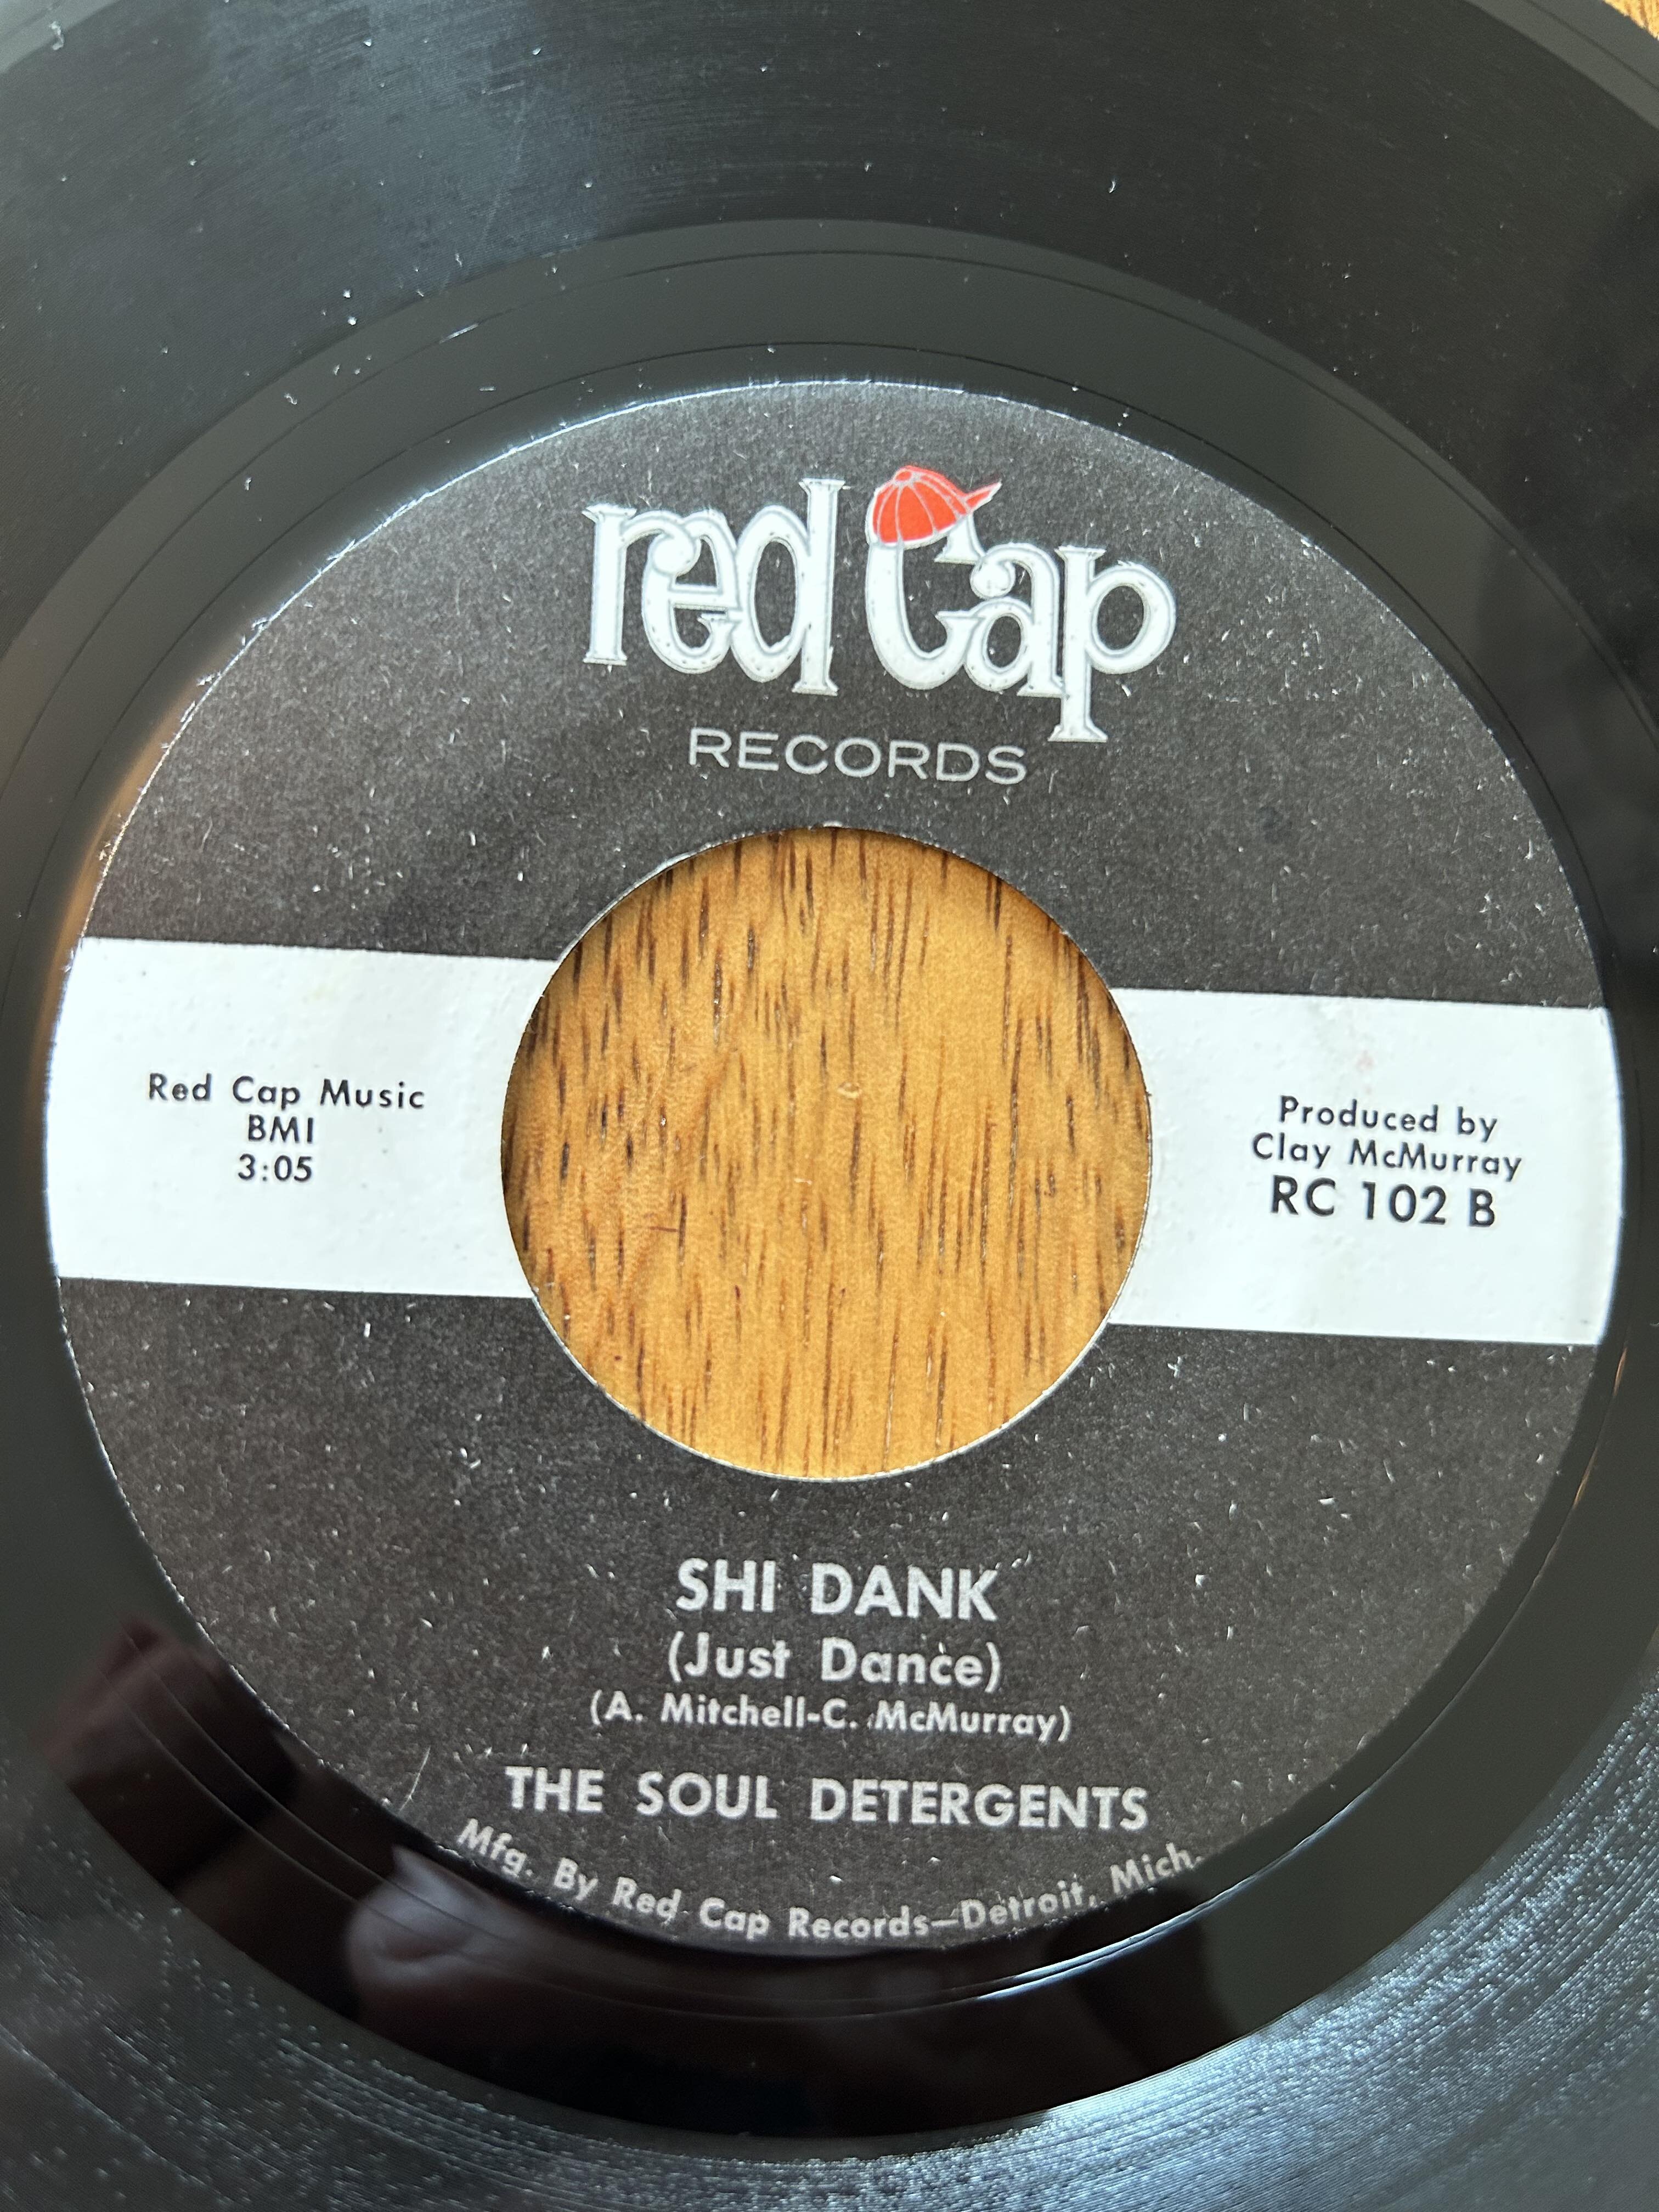 red Cap
RECORDS
Red Cap Music
BMI
3:05
Produced by
Clay McMurray
RC 102 B
SHI DANK
(Just Dance)
(A. Mitchell-C. McMurray)
THE SOUL DETERGENTS
Mfg. By Red Cap Records—Detroit, Mich.